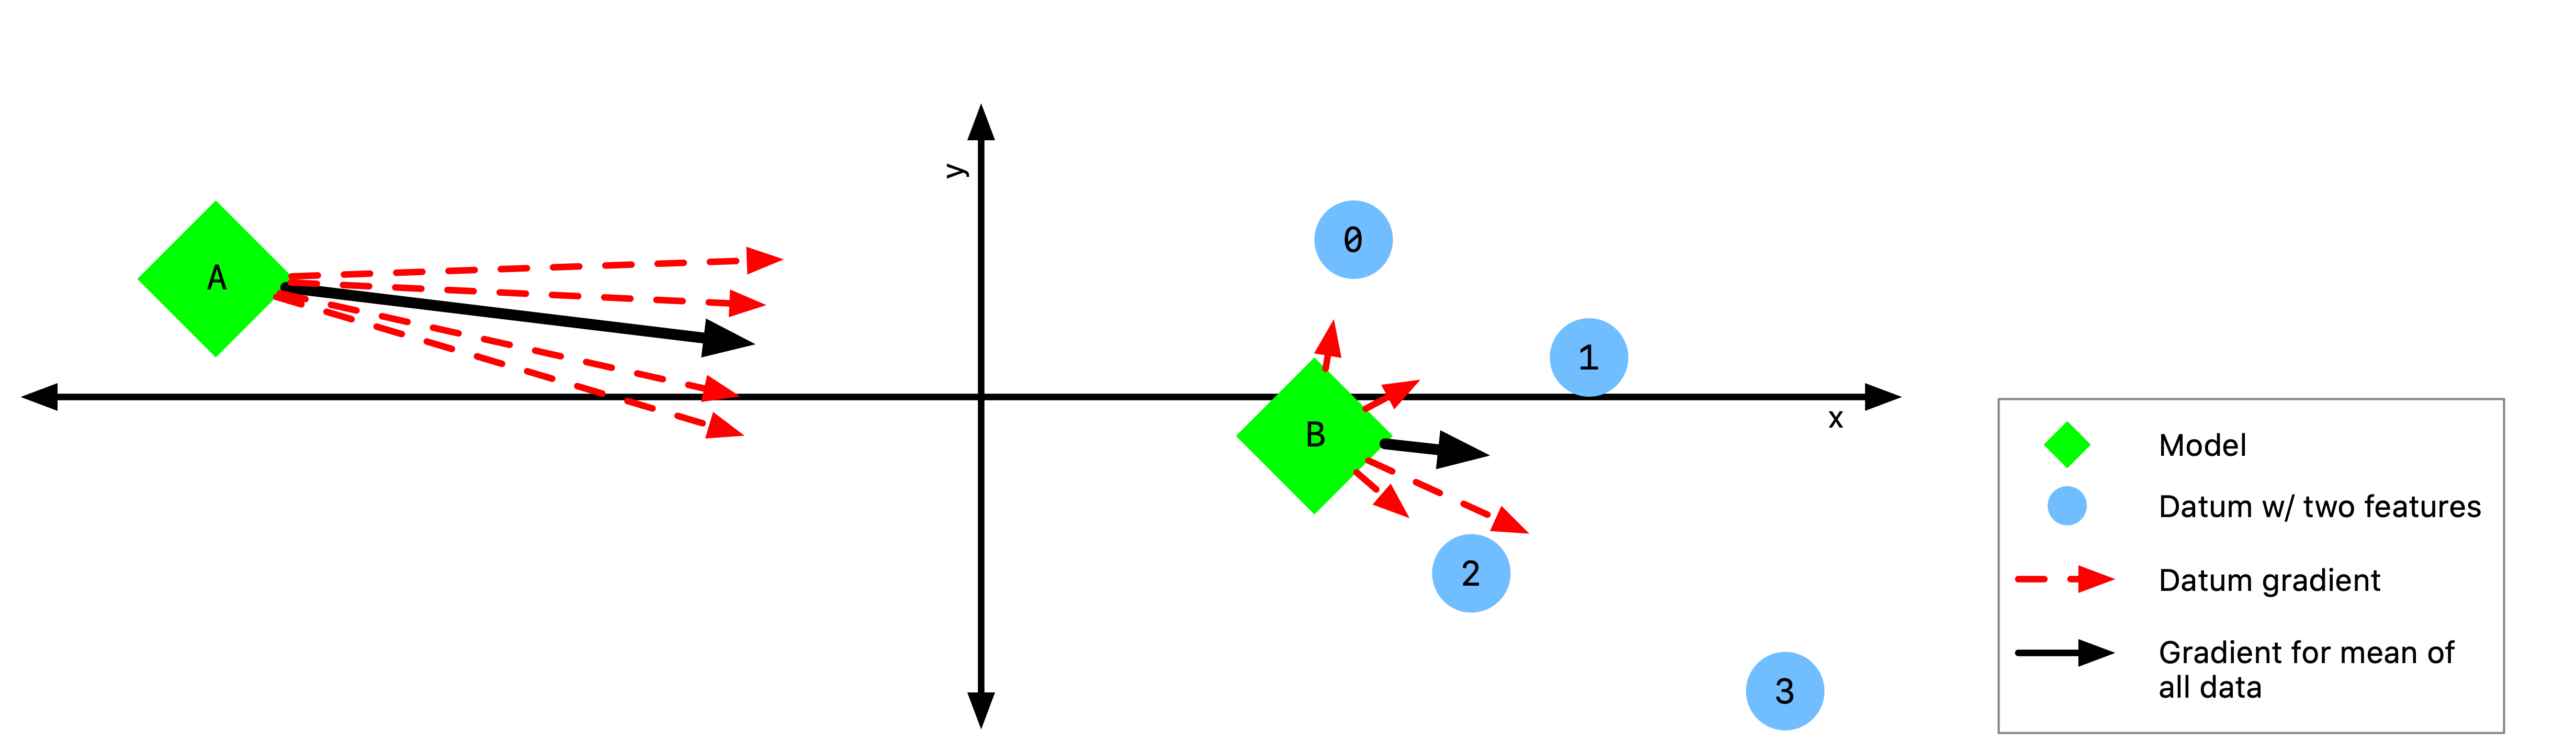 y
A
0
1
x
B
2
3
Model
Datum w/ two features
Datum gradient
Gradient for mean of
all data